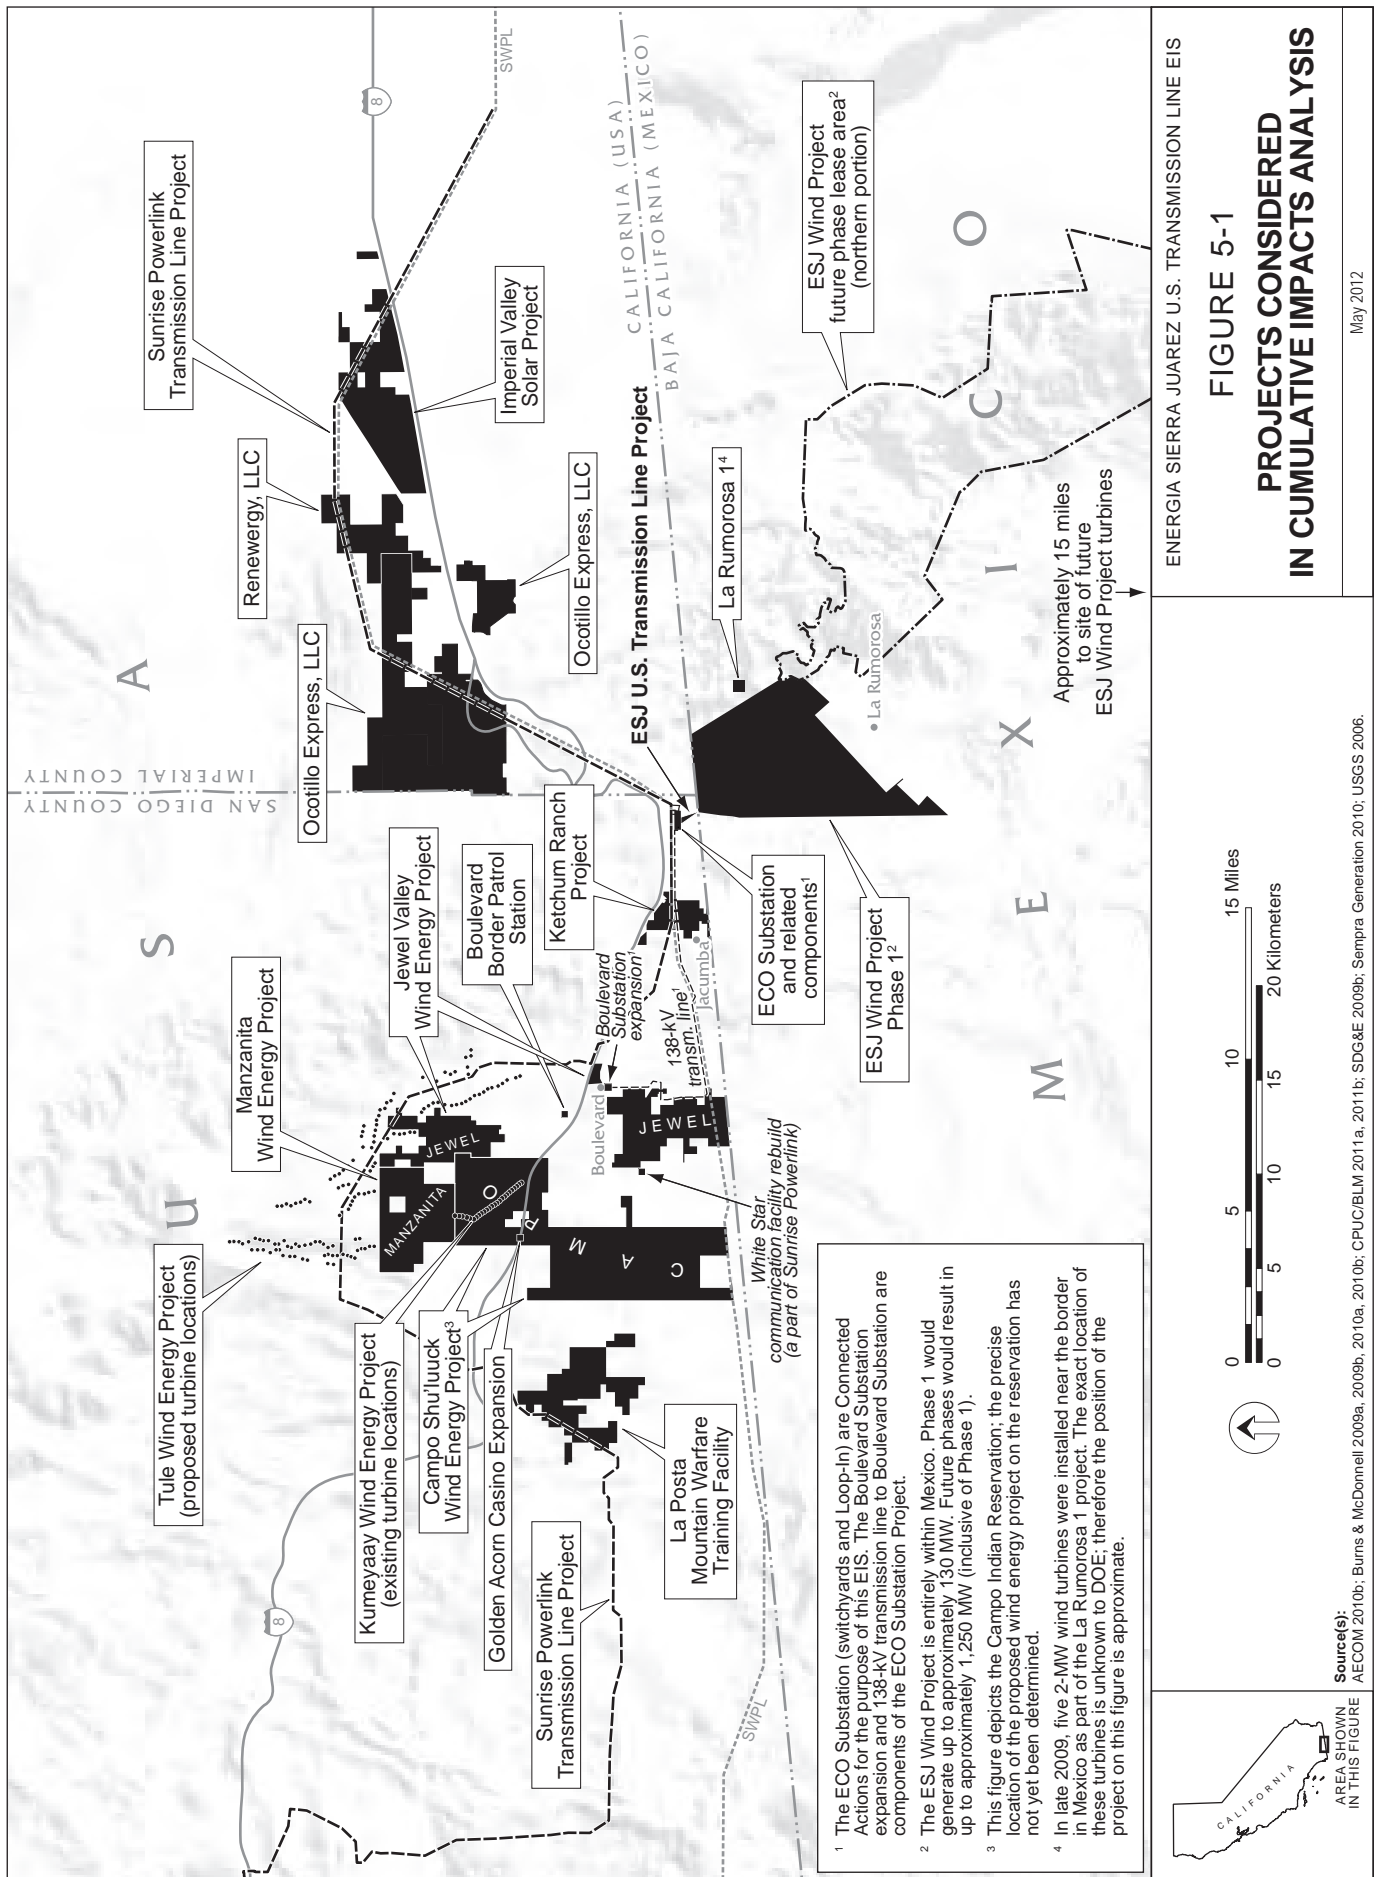 U S A
SAN DIEGO COUNTY
IMPERIAL COUNTY
Tule Wind Energy Project
(proposed turbine locations)
Manzanita
Wind Energy Project
Ocotillo Express, LLC
Renewergy, LLC
Sunrise Powerlink
Transmission Line Project
8
8
Kumeyaay Wind Energy Project
(existing turbine locations)
Campo Shu'luuck
Wind Energy Project3
Golden Acorn Casino Expansion
Jewel Valley
Wind Energy Project
Boulevard
Border Patrol
Station
Ketchum Ranch
Project
Imperial Valley
Solar Project
Ocotillo Express, LLC
SWPL
MANZANITA
JEWEL
JEWEL
CAMPO
R
Boulevard
Boulevard
Substation
expansion1
138-kV
transm. line1
Jacumba
ESJ U.S. Transmission Line Project
CALIFORNIA (USA)
BAJA CALIFORNIA (MEXICO)
Sunrise Powerlink
Transmission Line Project
La Posta
Mountain Warfare
Training Facility
White Star
communication facility rebuild
(a part of Sunrise Powerlink)
ECO Substation
and related
components1
La Rumorosa 14
ESJ Wind Project
future phase lease area2
(northern portion)
SWPL
ESJ Wind Project
Phase 12
La Rumorosa
M E X I C O
Approximately 15 miles
to site of future
ESJ Wind Project turbines
1 The ECO Substation (switchyards and Loop-In) are Connected
Actions for the purpose of this EIS. The Boulevard Substation
expansion and 138-kV transmission line to Boulevard Substation are
components of the ECO Substation Project.
2 The ESJ Wind Project is entirely within Mexico. Phase 1 would
generate up to approximately 130 MW. Future phases would result in
up to approximately 1,250 MW (inclusive of Phase 1).
3 This figure depicts the Campo Indian Reservation; the precise
location of the proposed wind energy project on the reservation has
not yet been determined.
4 In late 2009, five 2-MW wind turbines were installed near the border
in Mexico as part of the La Rumorosa 1 project. The exact location of
these turbines is unknown to DOE; therefore the position of the
project on this figure is approximate.
0 5 10 15 Miles
0 5 10 15 20 Kilometers
CALIFORNIA
AREA SHOWN
IN THIS FIGURE
Source(s):
AECOM 2010b; Burns & McDonnell 2009a, 2009b, 2010a, 2010b; CPUC/BLM 2011a, 2011b; SDG&E 2009b; Sempra Generation 2010; USGS 2006.
ENERGIA SIERRA JUAREZ U.S. TRANSMISSION LINE EIS
FIGURE 5-1
PROJECTS CONSIDERED
IN CUMULATIVE IMPACTS ANALYSIS
May 2012